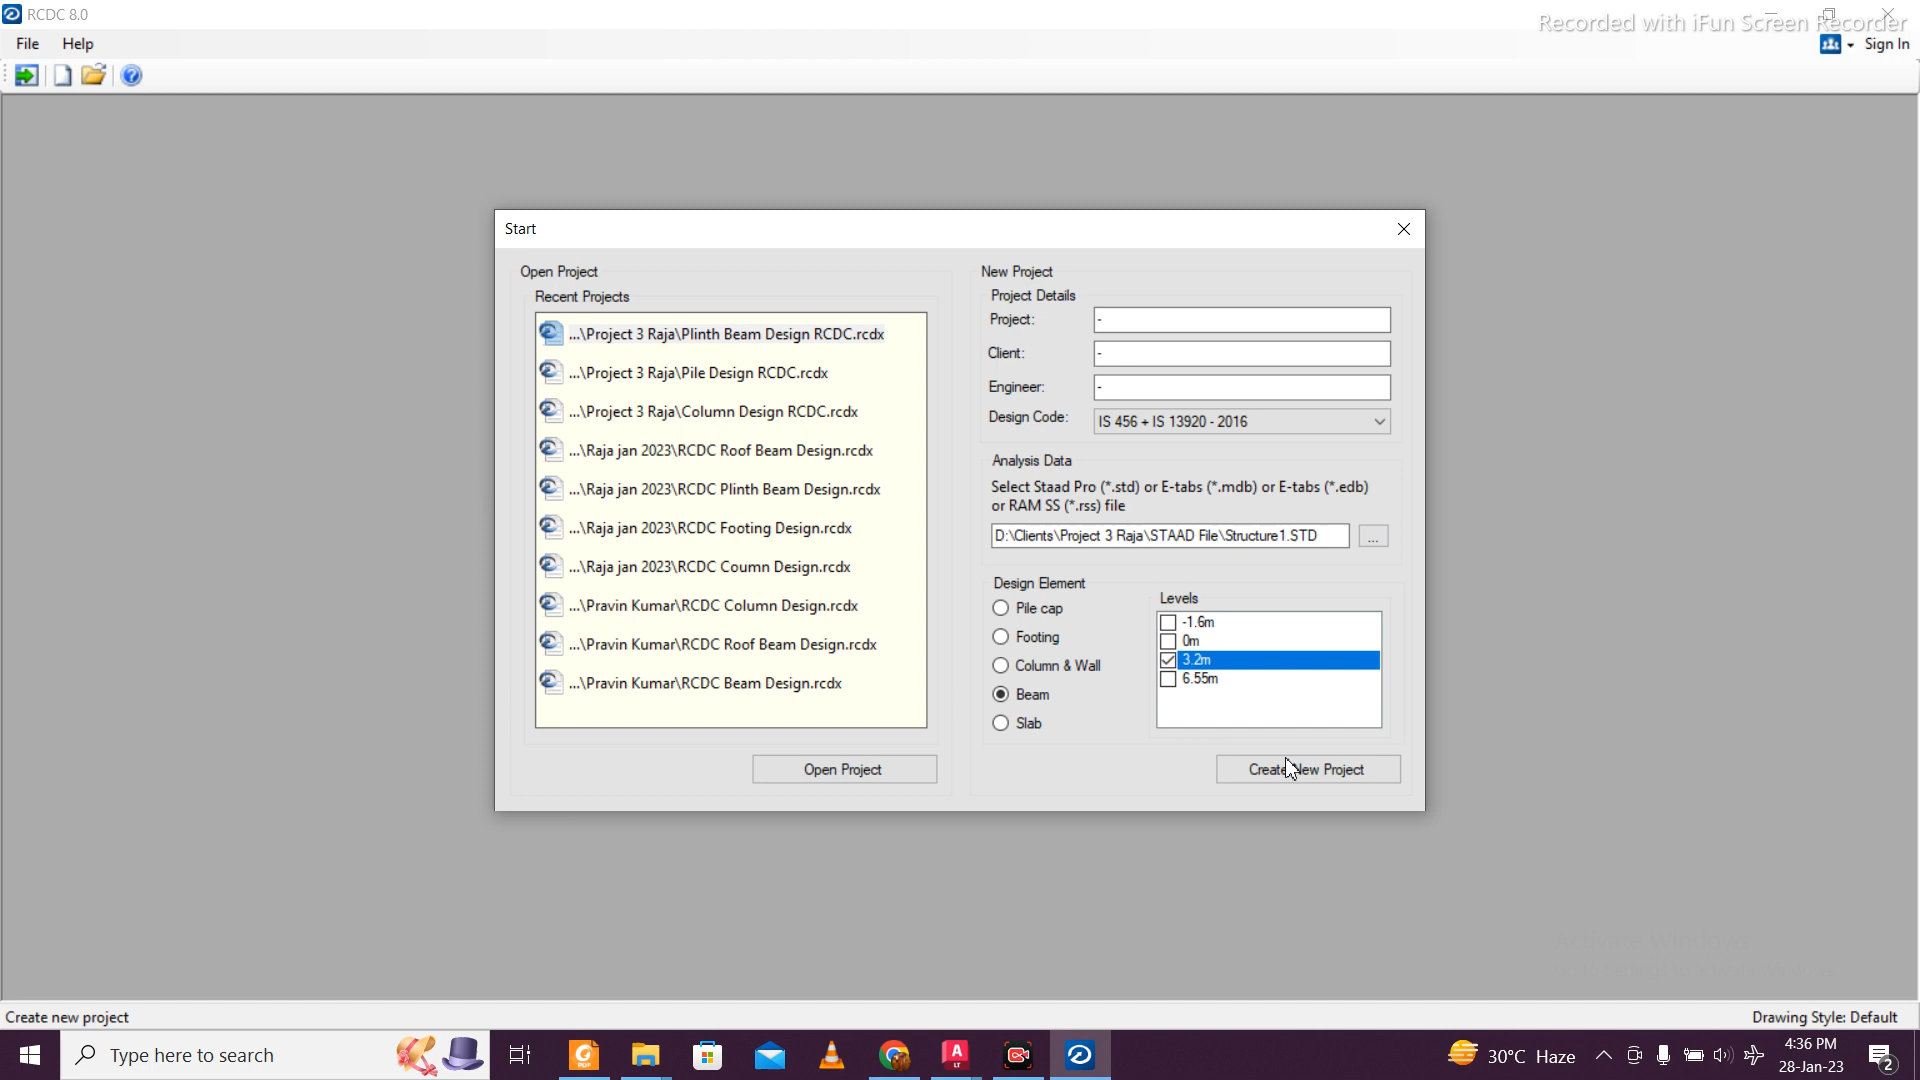 RCDC 8.0
Recorded with iFun Screen Recorder
File Help
Sign In
Start
Open Project
Recent Projects
...\Project 3 Raja\Plinth Beam Design RCDC.rcdx
...\Project 3 Raja\Pile Design RCDC.rcdx
...\Project 3 Raja\Column Design RCDC.rcdx
...\Raja jan 2023\RCDC Roof Beam Design.rcdx
...\Raja jan 2023\RCDC Plinth Beam Design.rcdx
...\Raja jan 2023\RCDC Footing Design.rcdx
...\Raja jan 2023\RCDC Coumn Design.rcdx
...\Pravin Kumar\RCDC Column Design.rcdx
...\Pravin Kumar\RCDC Roof Beam Design.rcdx
...\Pravin Kumar\RCDC Beam Design.rcdx
Open Project
New Project
Project Details
Project: -
Client: -
Engineer: -
Design Code: IS 456 + IS 13920 - 2016
Analysis Data
Select Staad Pro (*.std) or E-tabs (*.mdb) or E-tabs (*.edb)
or RAM SS (*.rss) file
D:\Clients\Project 3 Raja\STAAD File\Structure1.STD
...
Design Element
Pile cap
Footing
Column & Wall
Beam
Slab
Levels
-1.6m
0m
3.2m
6.55m
Create New Project
Create new project
Drawing Style: Default
Type here to search
30°C Haze
4:36 PM
28-Jan-23
2